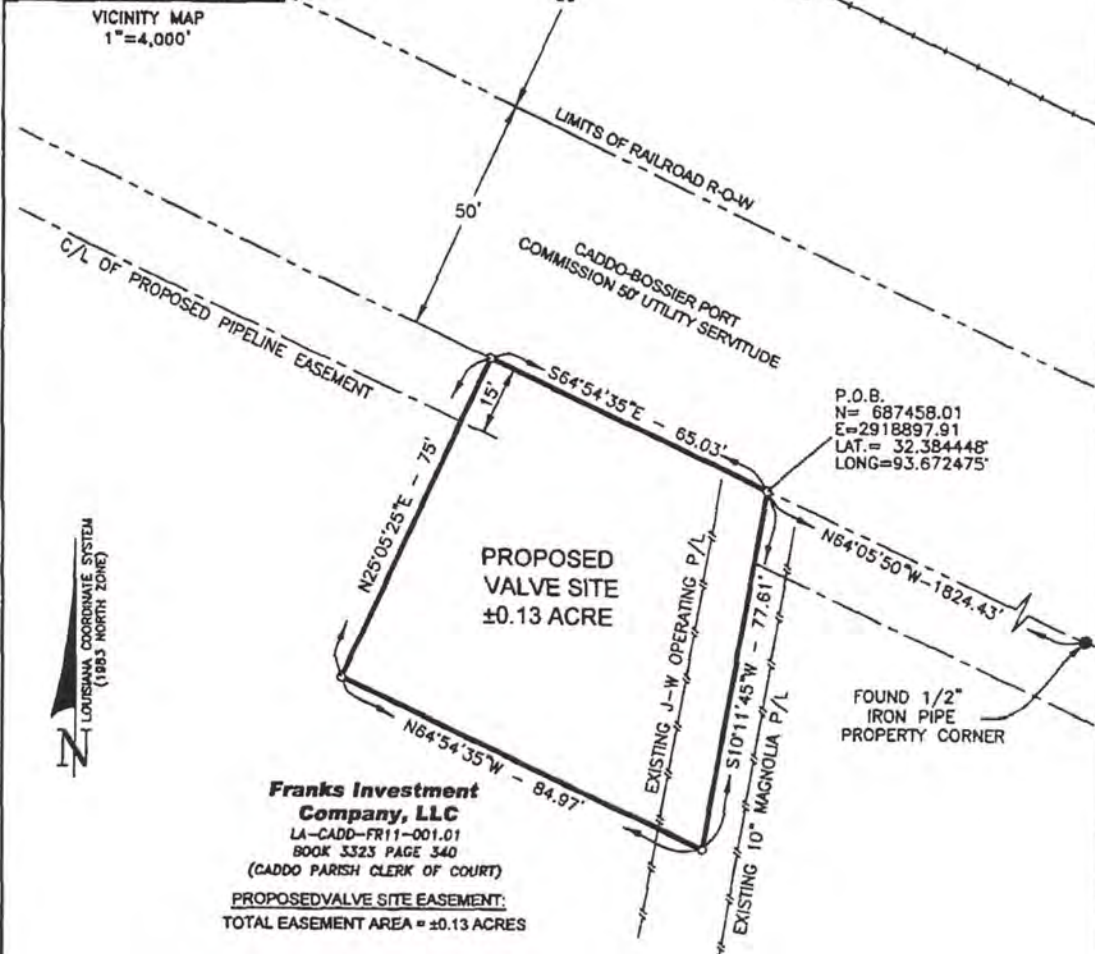 VICINITY MAP
1"=4,000'
LIMITS OF RAILROAD R-O-W
50'
CADDO-BOSSIER PORT
COMMISSION 50' UTILITY SERVITUDE
C/L OF PROPOSED PIPELINE EASEMENT
S64°54'35"E - 65.03'
15'
P.O.B.
N= 687458.01
E=2918897.91
LAT.= 32.384448°
LONG=93.672475°
N25°05'25"E - 75'
N64°05'50"W-1824.43'
PROPOSED
VALVE SITE
±0.13 ACRE
EXISTING J-W OPERATING P/L
S10°11'45"W - 77.61'
EXISTING 10" MAGNOLIA P/L
FOUND 1/2"
IRON PIPE
PROPERTY CORNER
N64°54'35"W - 84.97'
LOUISIANA COORDINATE SYSTEM
(1983 NORTH ZONE)
N
Franks Investment
Company, LLC
LA-CADD-FR11-001.01
BOOK 3323 PAGE 340
(CADDO PARISH CLERK OF COURT)
PROPOSEDVALVE SITE EASEMENT:
TOTAL EASEMENT AREA = ±0.13 ACRES